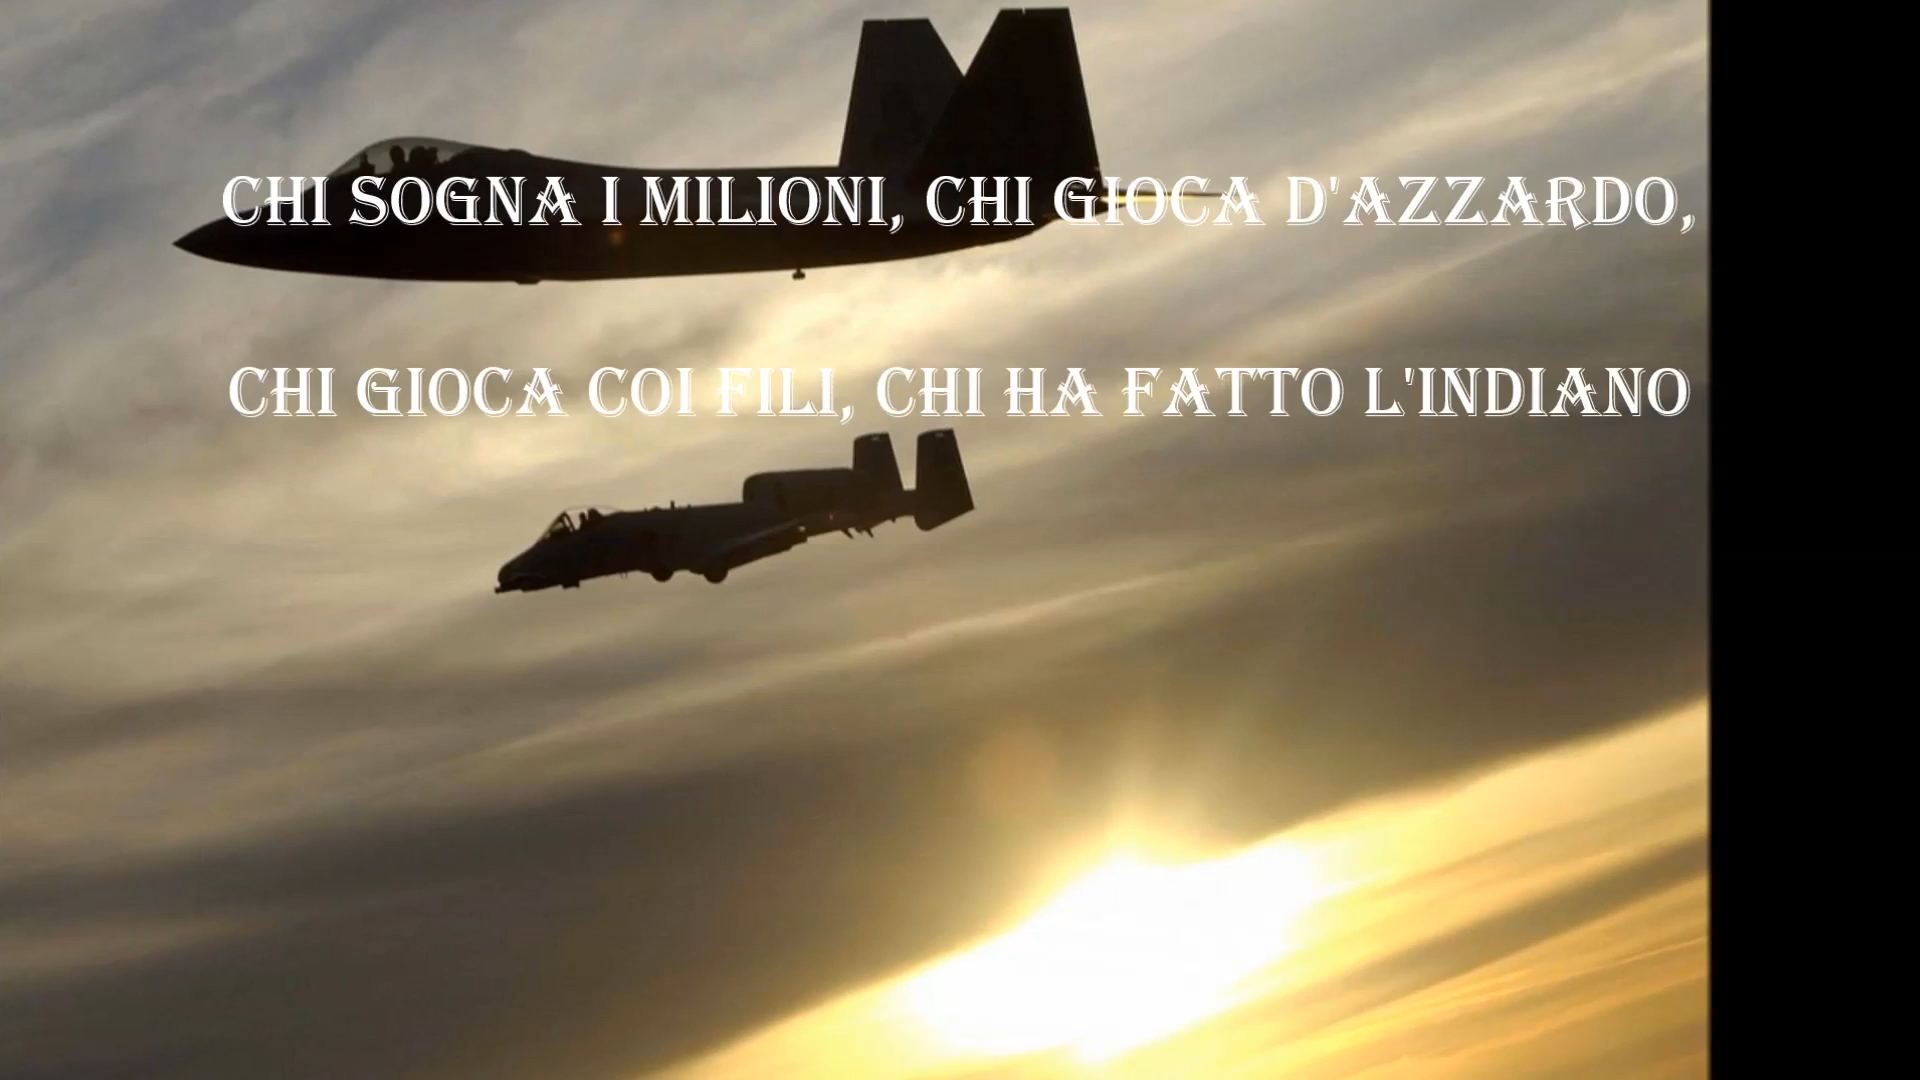 CHI SOGNA I MILIONI, CHI GIOCA D'AZZARDO,
CHI GIOCA COI FILI, CHI HA FATTO L'INDIANO